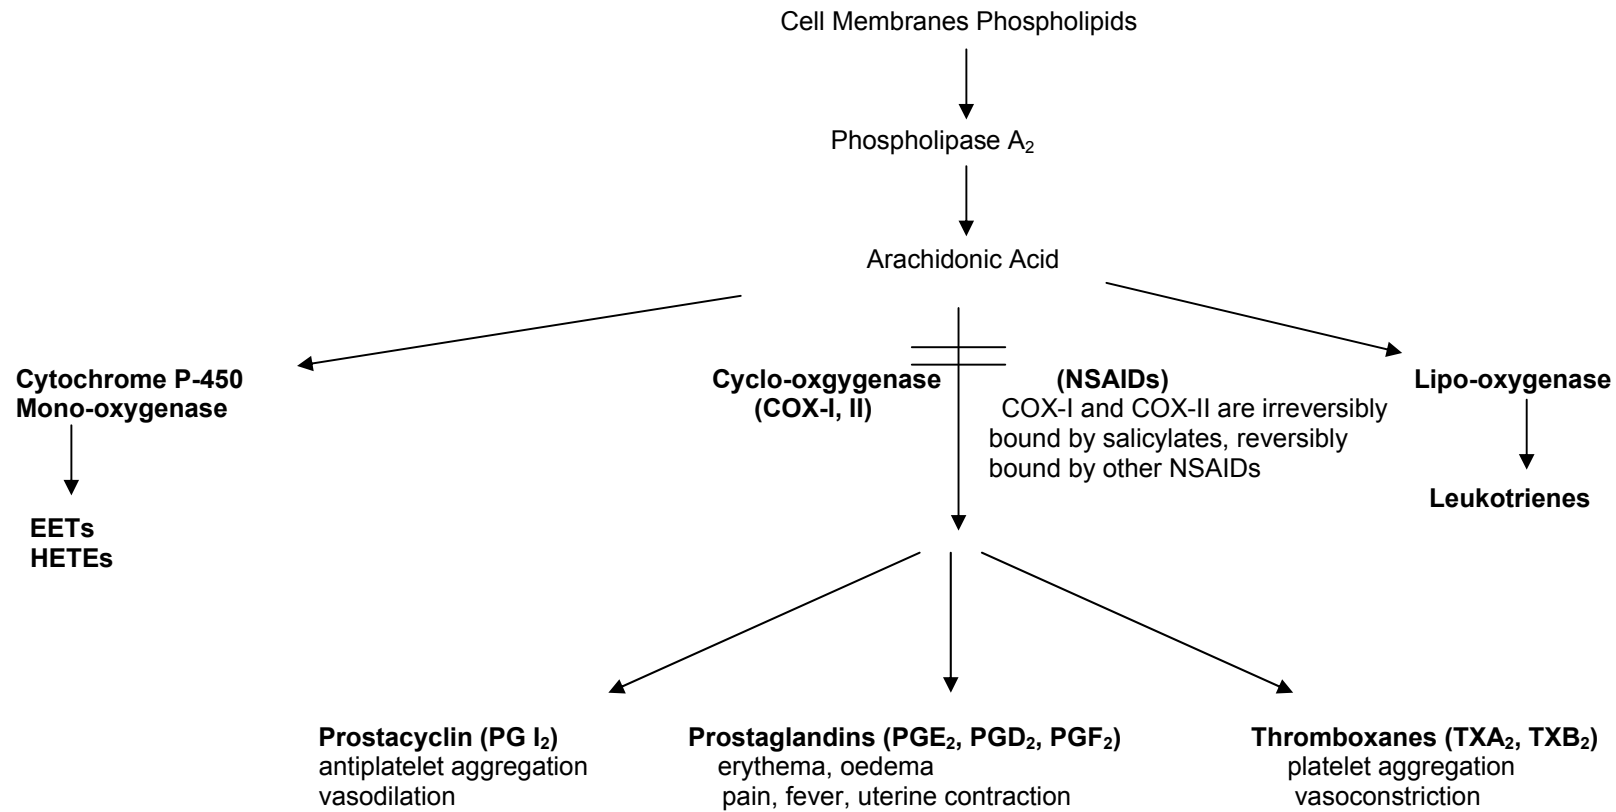 Cell Membranes Phospholipids
Phospholipase A₂
Arachidonic Acid
Cytochrome P-450
Mono-oxygenase
EETs
HETEs
Cyclo-oxgygenase
(COX-I, II)
(NSAIDs)
COX-I and COX-II are irreversibly
bound by salicylates, reversibly
bound by other NSAIDs
Lipo-oxygenase
Leukotrienes
Prostacyclin (PG I₂)
antiplatelet aggregation
vasodilation
Prostaglandins (PGE₂, PGD₂, PGF₂)
erythema, oedema
pain, fever, uterine contraction
Thromboxanes (TXA₂, TXB₂)
platelet aggregation
vasoconstriction